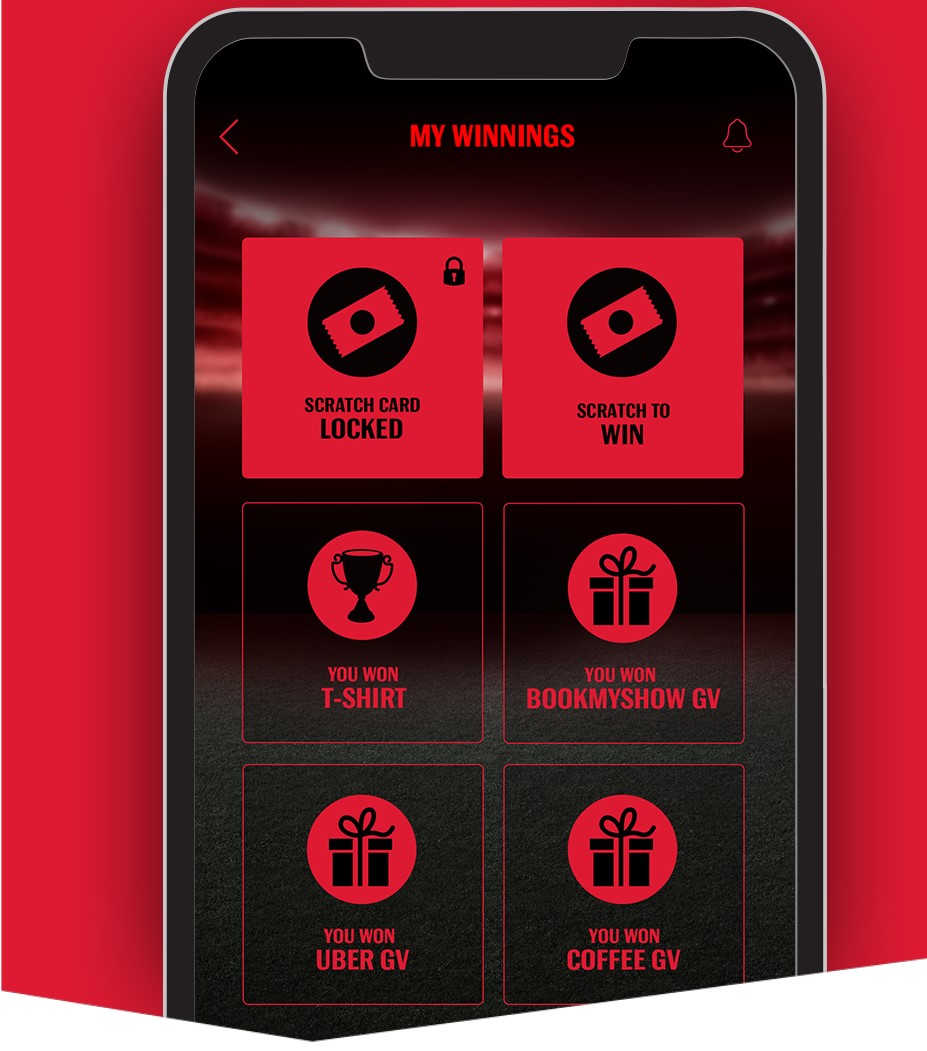 MY WINNINGS
SCRATCH CARD
LOCKED
SCRATCH TO
WIN
YOU WON
T-SHIRT
YOU WON
BOOKMYSHOW GV
YOU WON
UBER GV
YOU WON
COFFEE GV